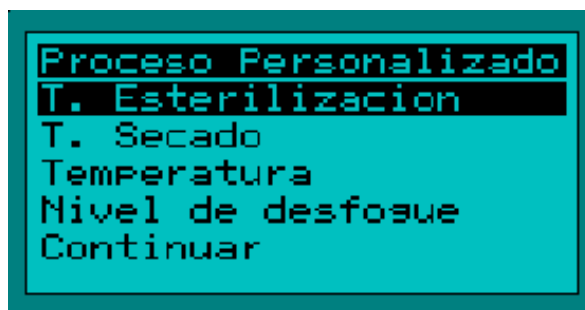 Proceso Personalizado
T. Esterilizacion
T. Secado
Temperatura
Nivel de desfogue
Continuar